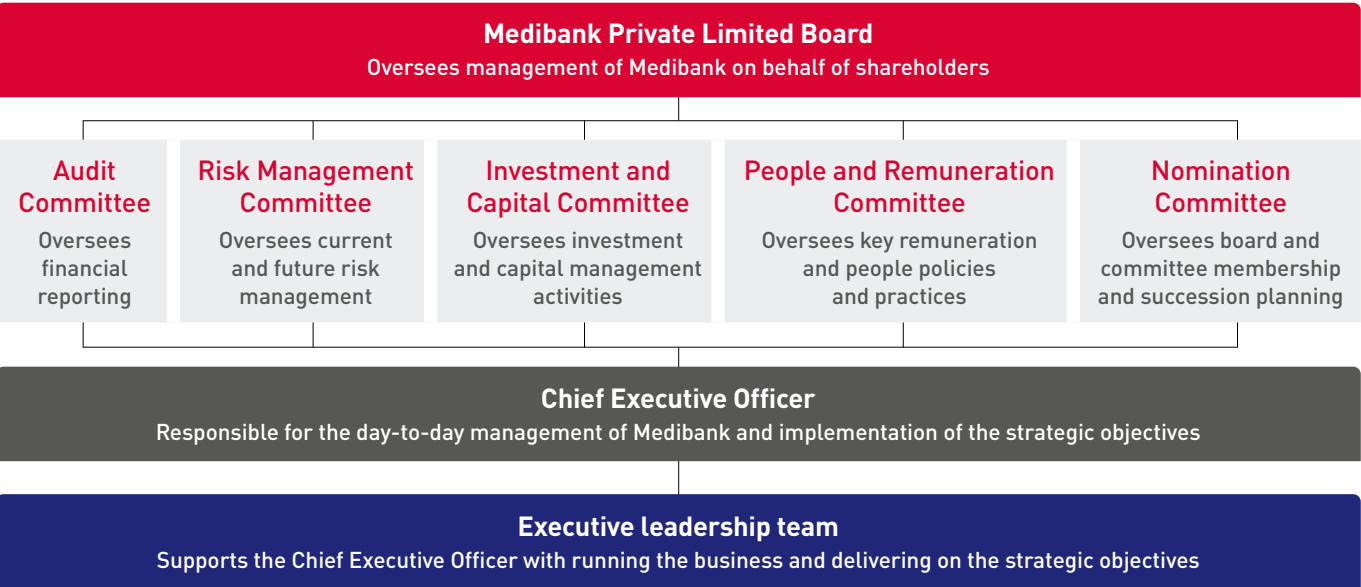 Medibank Private Limited Board
Oversees management of Medibank on behalf of shareholders
Audit
Committee
Oversees
financial
reporting
Risk Management
Committee
Oversees current
and future risk
management
Investment and
Capital Committee
Oversees investment
and capital management
activities
People and Remuneration
Committee
Oversees key remuneration
and people policies
and practices
Nomination
Committee
Oversees board and
committee membership
and succession planning
Chief Executive Officer
Responsible for the day-to-day management of Medibank and implementation of the strategic objectives
Executive leadership team
Supports the Chief Executive Officer with running the business and delivering on the strategic objectives